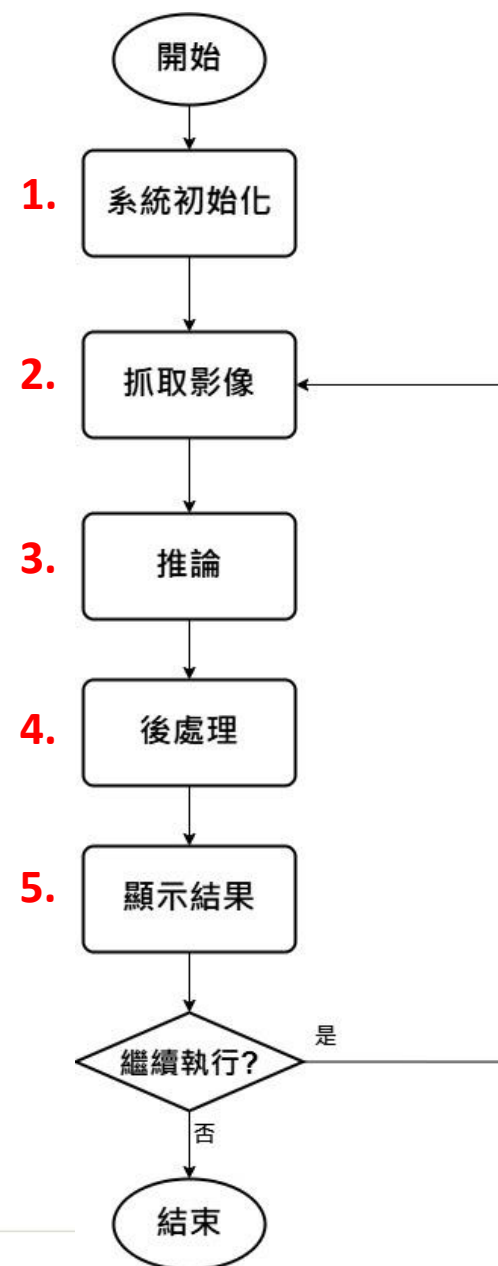 開始
1. 系統初始化
2. 抓取影像
3. 推論
4. 後處理
5. 顯示結果
繼續執行?
是
否
結束